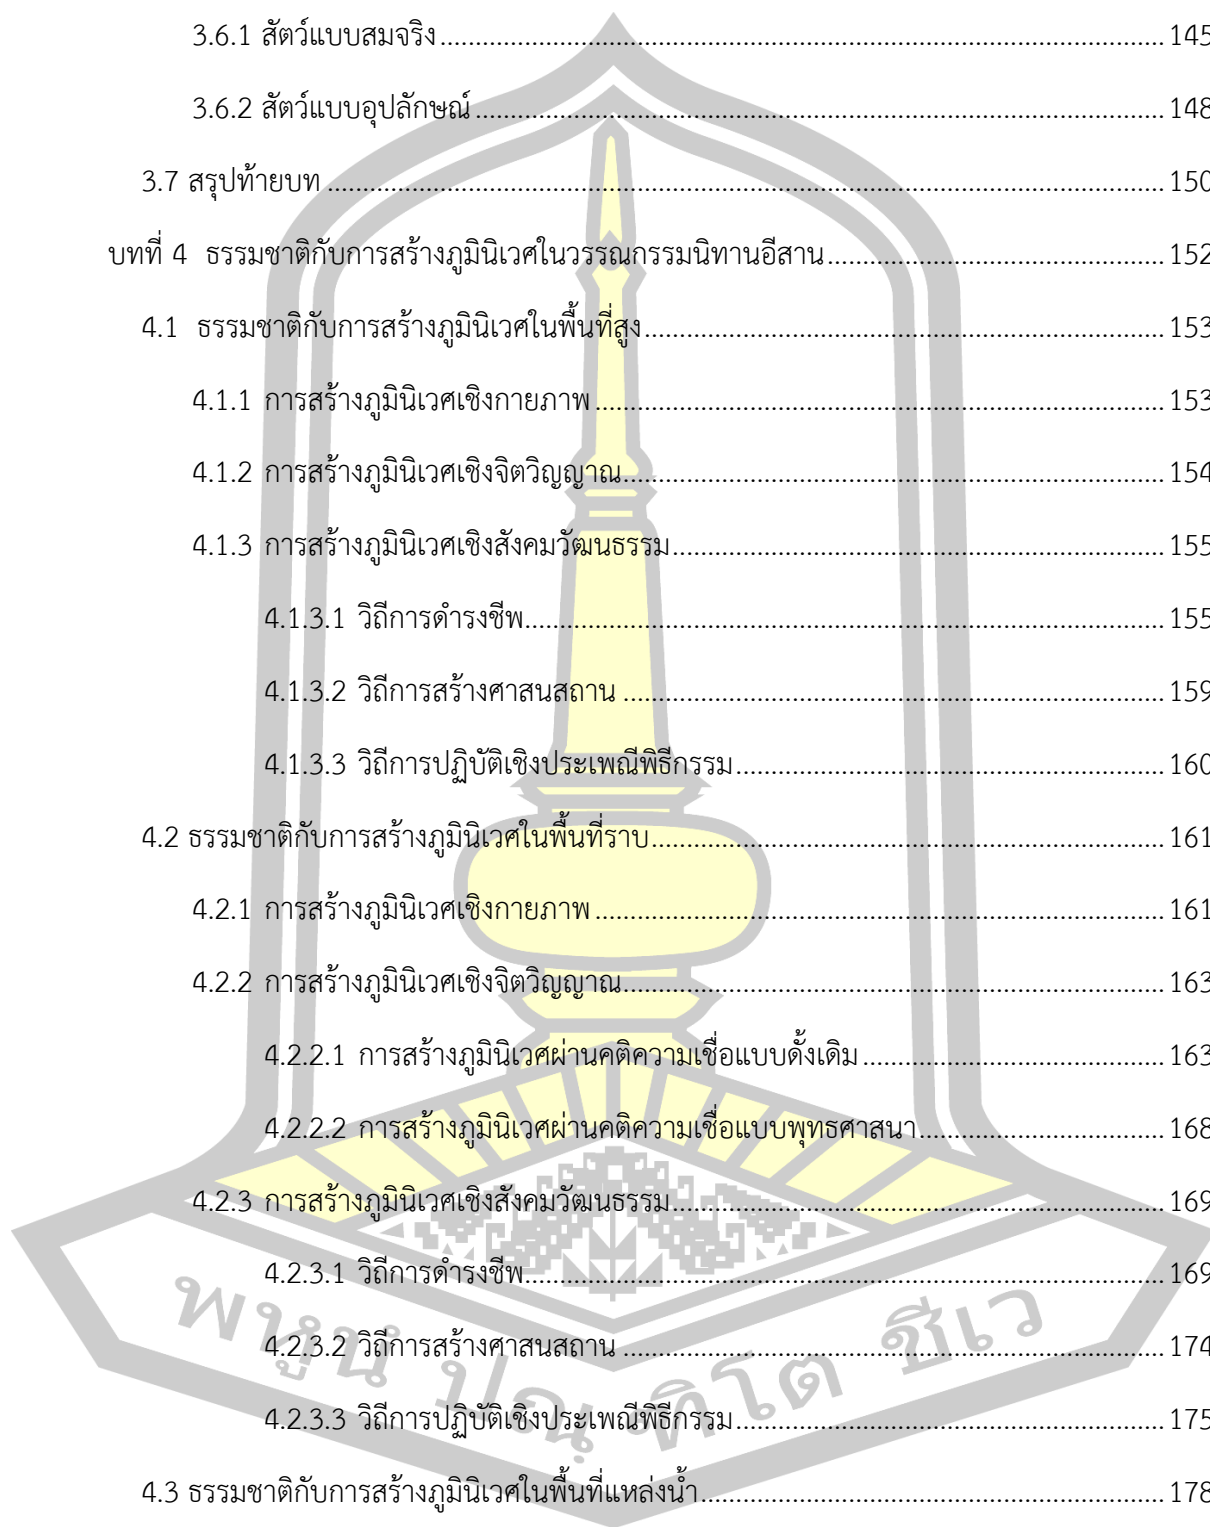 3.6.1 สัตว์แบบสมจริง ........ 145
3.6.2 สัตว์แบบอุปลักษณ์ ........ 148
3.7 สรุปท้ายบท ........ 150
บทที่ 4 ธรรมชาติกับการสร้างภูมินิเวศในวรรณกรรมนิทานอีสาน ........ 152
4.1 ธรรมชาติกับการสร้างภูมินิเวศในพื้นที่สูง ........ 153
4.1.1 การสร้างภูมินิเวศเชิงกายภาพ ........ 153
4.1.2 การสร้างภูมินิเวศเชิงจิตวิญญาณ ........ 154
4.1.3 การสร้างภูมินิเวศเชิงสังคมวัฒนธรรม ........ 155
4.1.3.1 วิถีการดำรงชีพ ........ 155
4.1.3.2 วิถีการสร้างศาสนสถาน ........ 159
4.1.3.3 วิถีการปฏิบัติเชิงประเพณีพิธีกรรม ........ 160
4.2 ธรรมชาติกับการสร้างภูมินิเวศในพื้นที่ราบ ........ 161
4.2.1 การสร้างภูมินิเวศเชิงกายภาพ ........ 161
4.2.2 การสร้างภูมินิเวศเชิงจิตวิญญาณ ........ 163
4.2.2.1 การสร้างภูมินิเวศผ่านคติความเชื่อแบบดั้งเดิม ........ 163
4.2.2.2 การสร้างภูมินิเวศผ่านคติความเชื่อแบบพุทธศาสนา ........ 168
4.2.3 การสร้างภูมินิเวศเชิงสังคมวัฒนธรรม ........ 169
4.2.3.1 วิถีการดำรงชีพ ........ 169
4.2.3.2 วิถีการสร้างศาสนสถาน ........ 174
4.2.3.3 วิถีการปฏิบัติเชิงประเพณีพิธีกรรม ........ 175
4.3 ธรรมชาติกับการสร้างภูมินิเวศในพื้นที่แหล่งน้ำ ........ 178
พหูนํ ปณฺฑิโต ชีเว